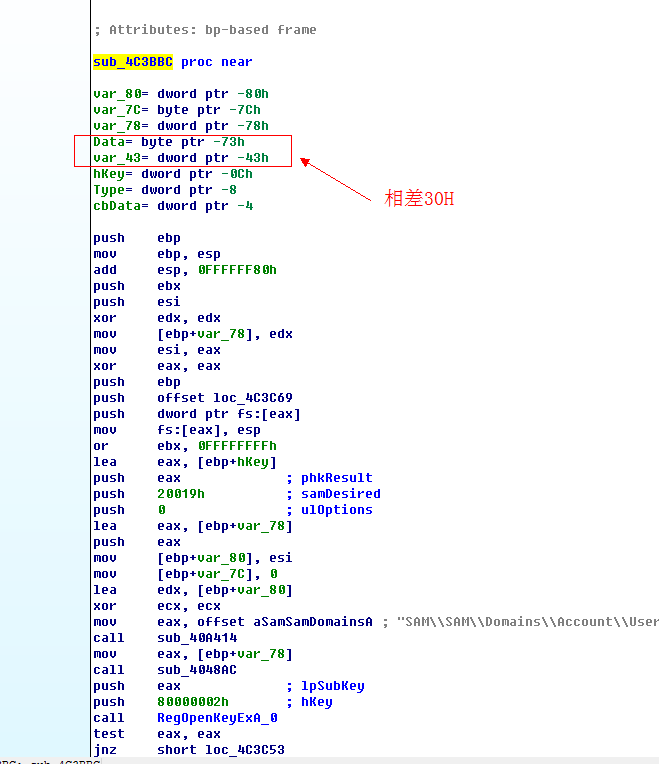 ; Attributes: bp-based frame
sub_4C3BBC proc near
var_80= dword ptr -80h
var_7C= byte ptr -7Ch
var_78= dword ptr -78h
Data= byte ptr -73h
var_43= dword ptr -43h
hKey= dword ptr -0Ch
Type= dword ptr -8
cbData= dword ptr -4
相差30H
push ebp
mov ebp, esp
add esp, 0FFFFFF80h
push ebx
push esi
xor edx, edx
mov [ebp+var_78], edx
mov esi, eax
xor eax, eax
push ebp
push offset loc_4C3C69
push dword ptr fs:[eax]
mov fs:[eax], esp
or ebx, 0FFFFFFFFh
lea eax, [ebp+hKey]
push eax ; phkResult
push 20019h ; samDesired
push 0 ; ulOptions
lea eax, [ebp+var_78]
push eax
mov [ebp+var_80], esi
mov [ebp+var_7C], 0
lea edx, [ebp+var_80]
xor ecx, ecx
mov eax, offset aSamSamDomainsA ; "SAM\\SAM\\Domains\\Account\\User
call sub_40A414
mov eax, [ebp+var_78]
call sub_4048AC
push eax ; lpSubKey
push 80000002h ; hKey
call RegOpenKeyExA_0
test eax, eax
jnz short loc_4C3C53